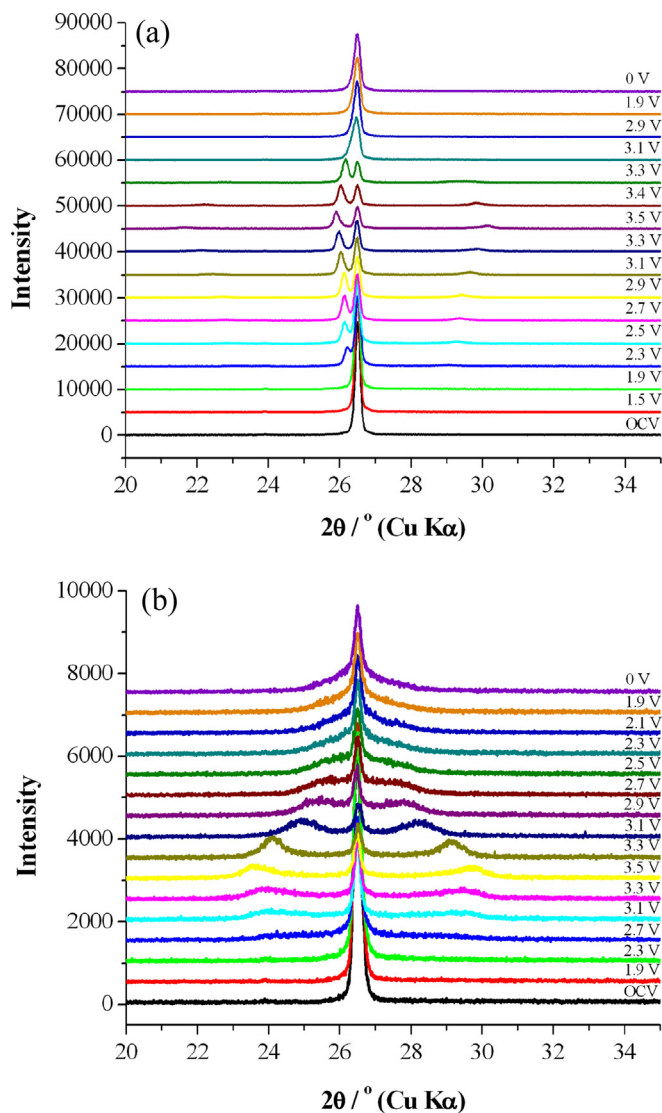 (a)
90000
80000
70000
60000
50000
40000
30000
20000
10000
0
Intensity
0 V
1.9 V
2.9 V
3.1 V
3.3 V
3.4 V
3.5 V
3.3 V
3.1 V
2.9 V
2.7 V
2.5 V
2.3 V
1.9 V
1.5 V
OCV
20 22 24 26 28 30 32 34
2θ / ° (Cu Kα)
(b)
10000
8000
6000
4000
2000
0
Intensity
0 V
1.9 V
2.1 V
2.3 V
2.5 V
2.7 V
2.9 V
3.1 V
3.3 V
3.5 V
3.3 V
3.1 V
2.7 V
2.3 V
1.9 V
OCV
20 22 24 26 28 30 32 34
2θ / ° (Cu Kα)